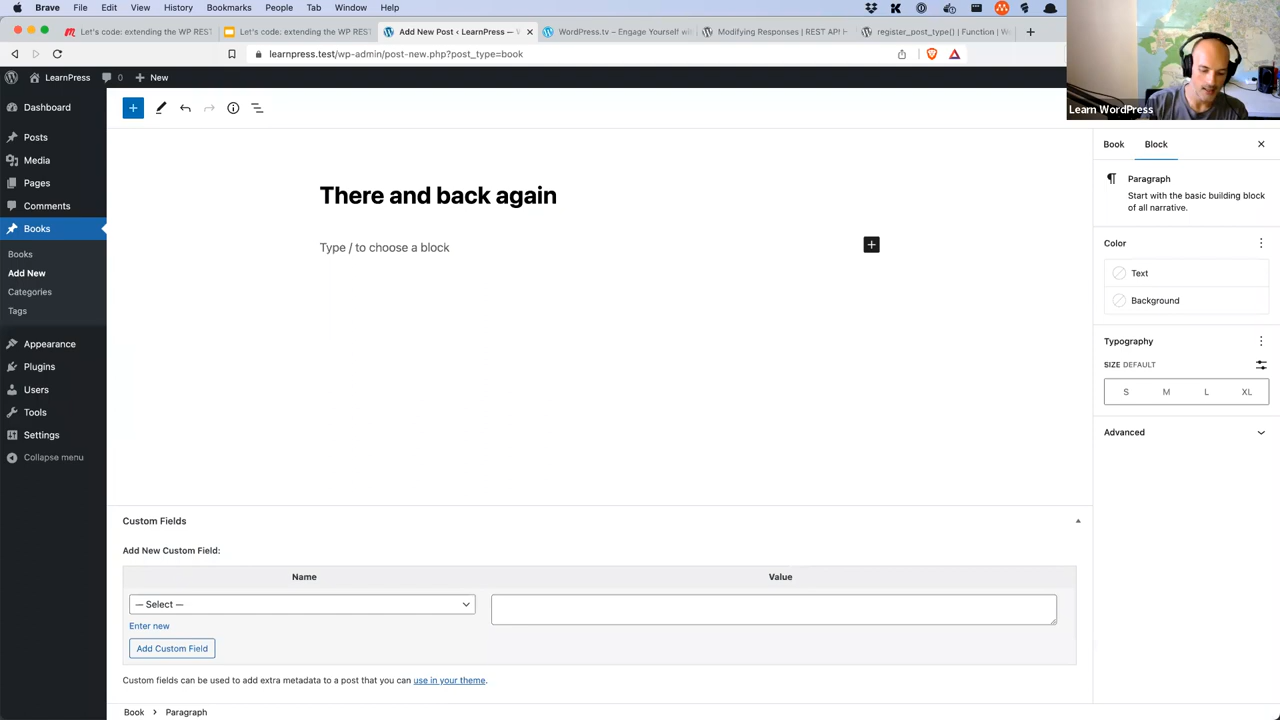 Brave Browser File Edit View History Bookmarks People Tab Window Help
Let's code: extending the WP REST
Let's code: extending the WP REST
Add New Post ‹ LearnPress — W
WordPress.tv – Engage Yourself wit
Modifying Responses | REST API H
register_post_type() | Function | W
learnpress.test/wp-admin/post-new.php?post_type=book
LearnPress 0 New
Learn WordPress
Dashboard
Posts
Media
Pages
Comments
Books
Books
Add New
Categories
Tags
Appearance
Plugins
Users
Tools
Settings
Collapse menu
There and back again
Type / to choose a block
Custom Fields
Add New Custom Field:
Name Value
— Select —
Enter new
Add Custom Field
Custom fields can be used to add extra metadata to a post that you can use in your theme.
Book Paragraph
Book Block
Paragraph
Start with the basic building block
of all narrative.
Color
Text
Background
Typography
SIZE DEFAULT
S M L XL
Advanced